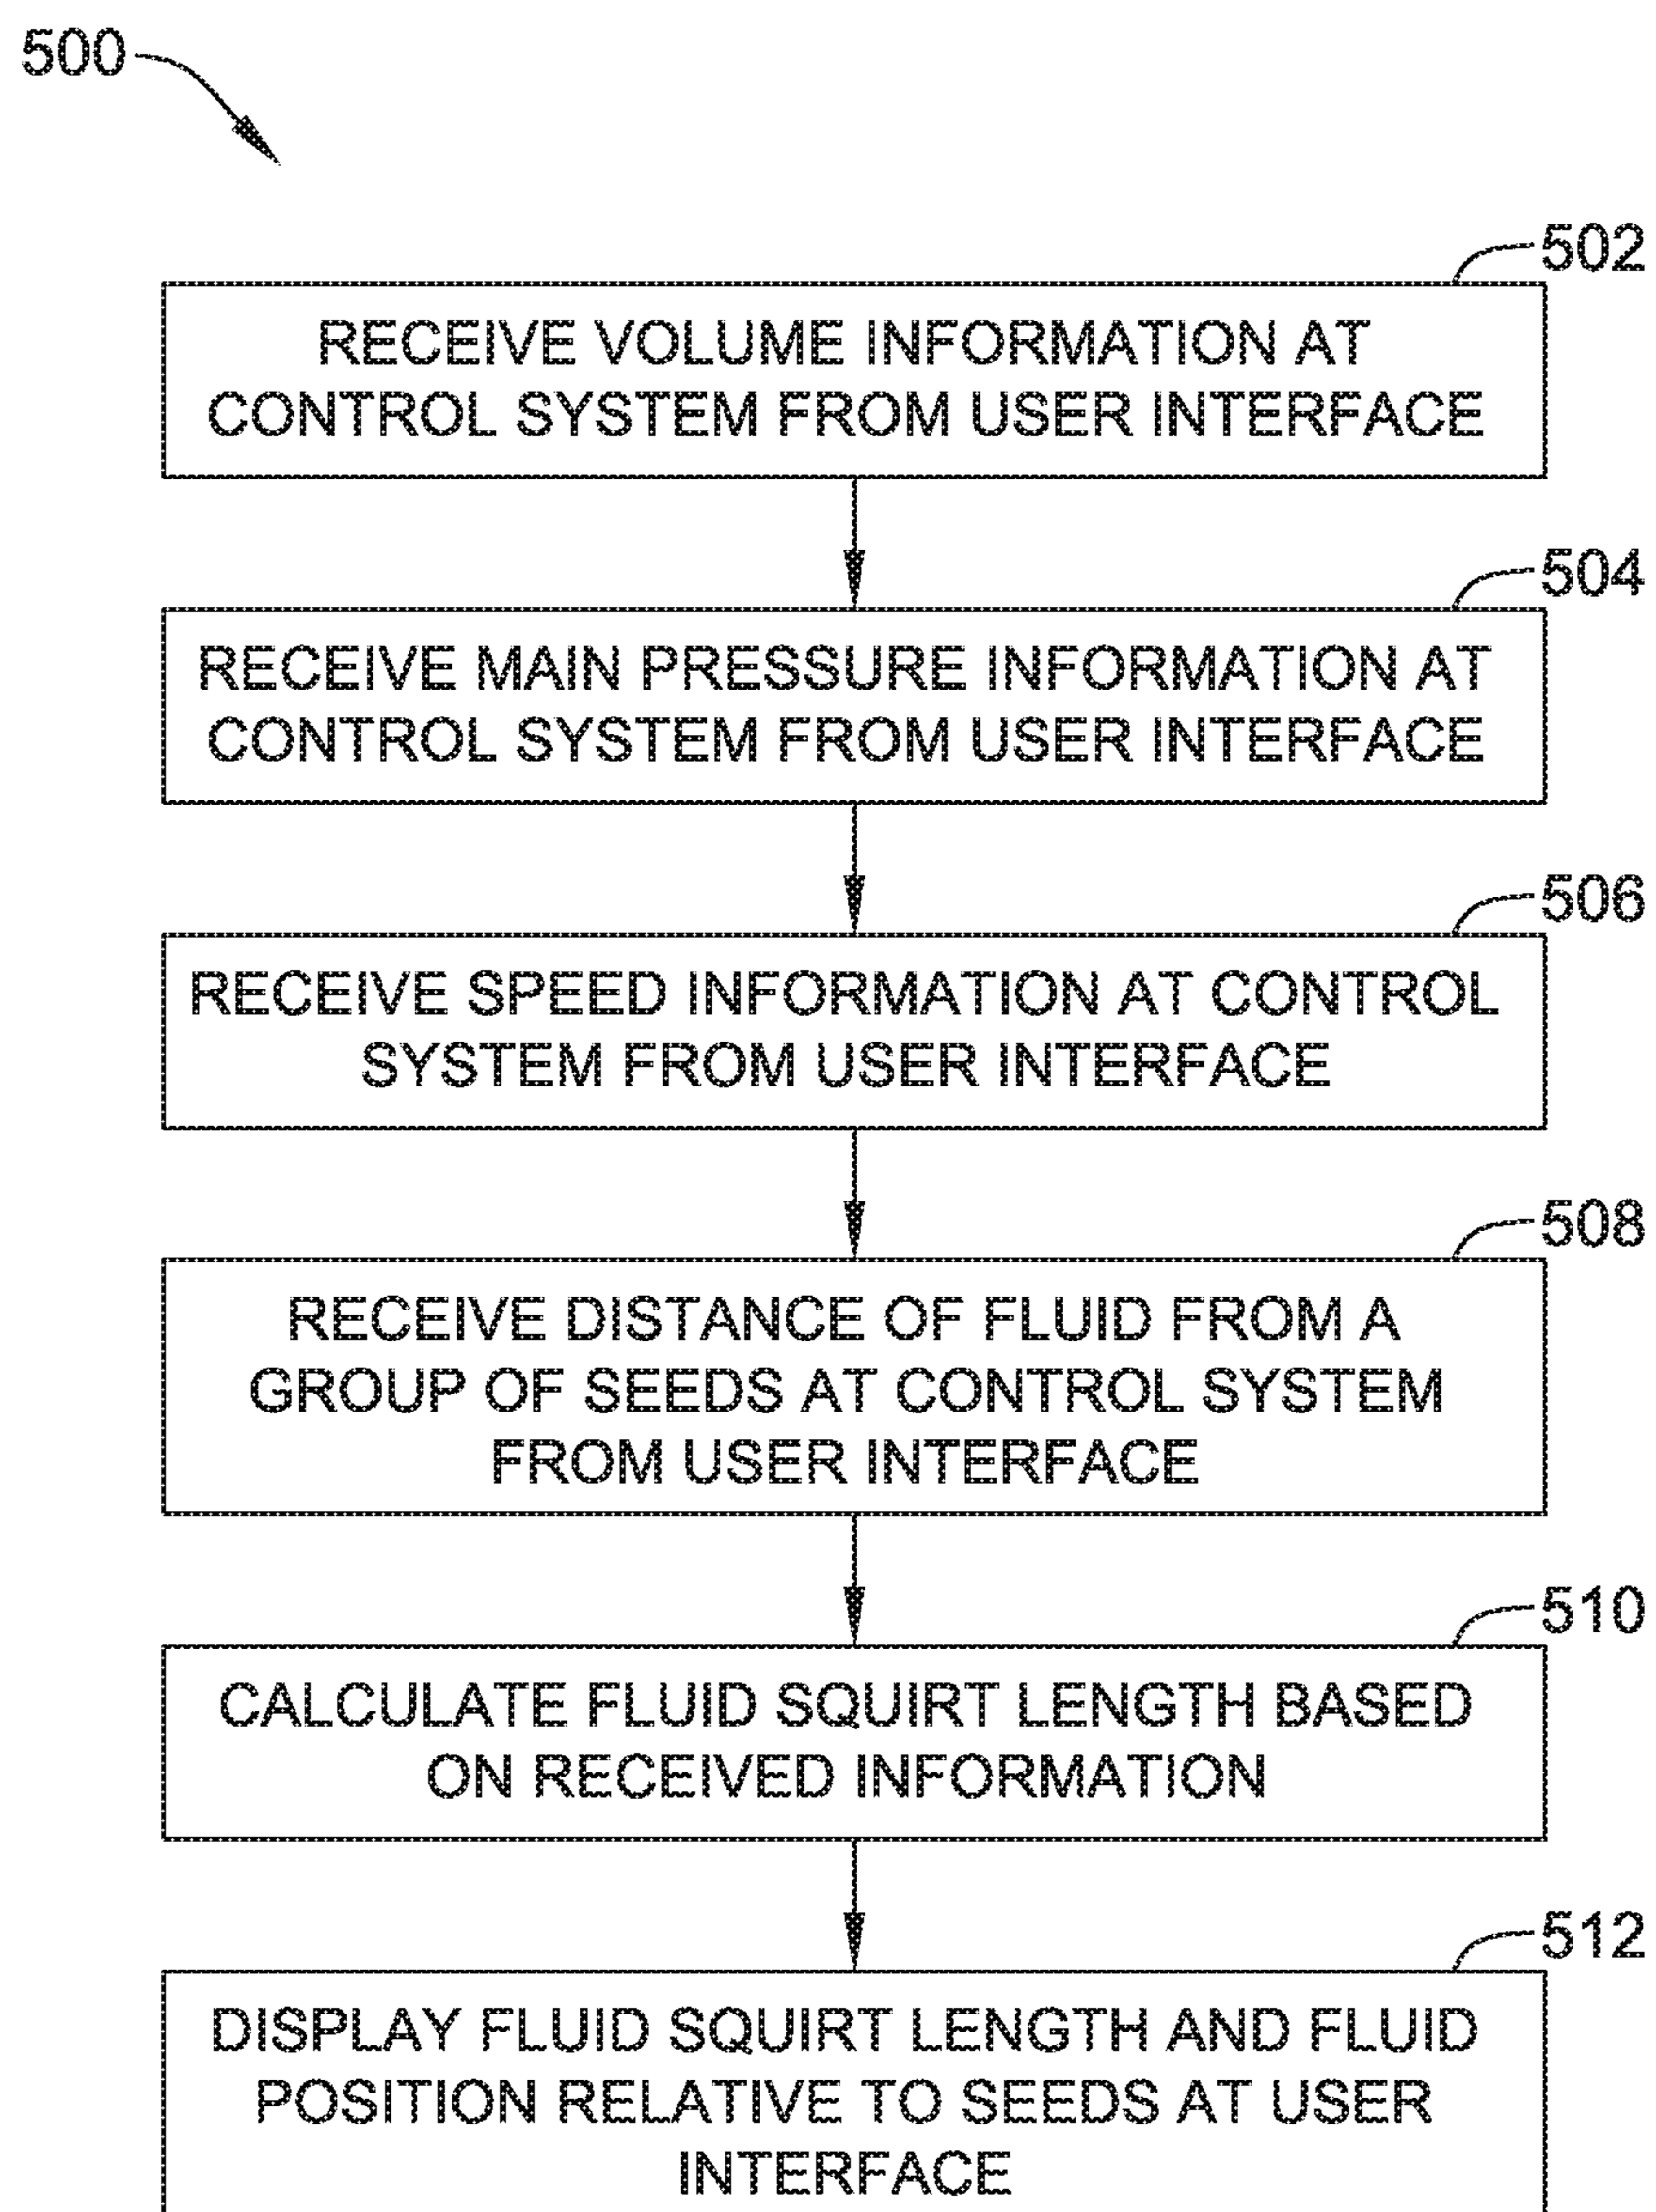 500
502
RECEIVE VOLUME INFORMATION AT
CONTROL SYSTEM FROM USER INTERFACE
504
RECEIVE MAIN PRESSURE INFORMATION AT
CONTROL SYSTEM FROM USER INTERFACE
506
RECEIVE SPEED INFORMATION AT CONTROL
SYSTEM FROM USER INTERFACE
508
RECEIVE DISTANCE OF FLUID FROM A
GROUP OF SEEDS AT CONTROL SYSTEM
FROM USER INTERFACE
510
CALCULATE FLUID SQUIRT LENGTH BASED
ON RECEIVED INFORMATION
512
DISPLAY FLUID SQUIRT LENGTH AND FLUID
POSITION RELATIVE TO SEEDS AT USER
INTERFACE